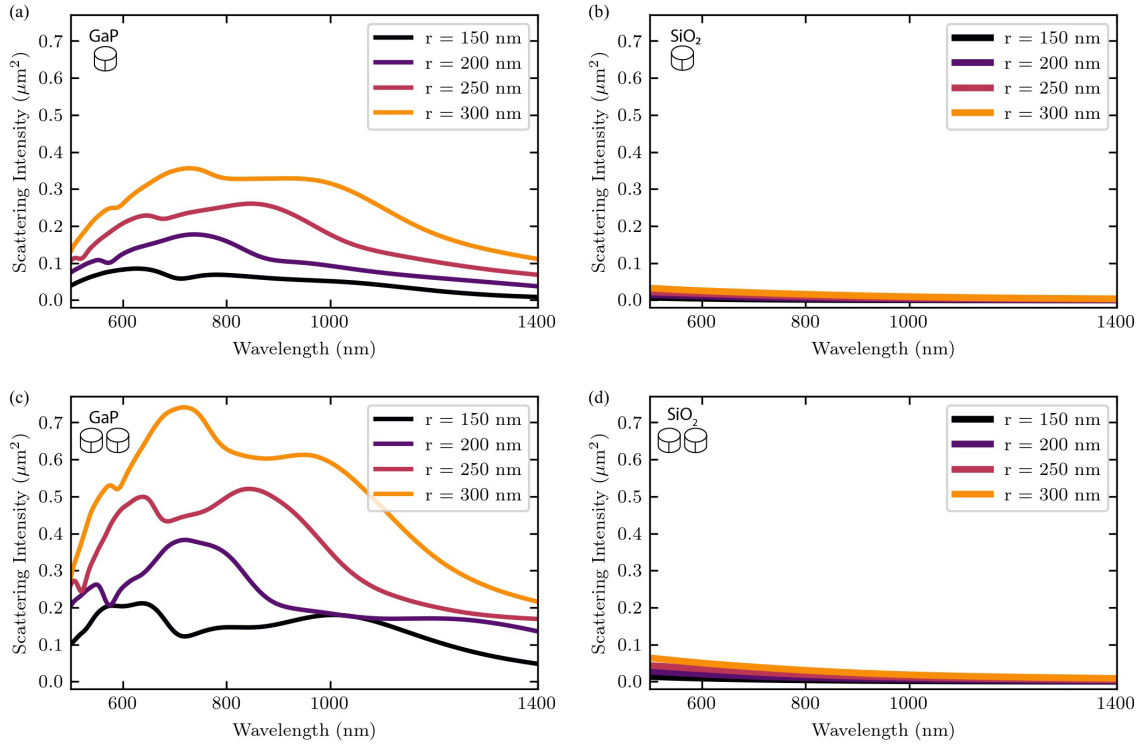 (a)
GaP
r = 150 nm
r = 200 nm
r = 250 nm
r = 300 nm
Scattering Intensity (μm²)
0.7
0.6
0.5
0.4
0.3
0.2
0.1
0.0
600
800
1000
1400
Wavelength (nm)
(b)
SiO₂
r = 150 nm
r = 200 nm
r = 250 nm
r = 300 nm
Scattering Intensity (μm²)
0.7
0.6
0.5
0.4
0.3
0.2
0.1
0.0
600
800
1000
1400
Wavelength (nm)
(c)
GaP
r = 150 nm
r = 200 nm
r = 250 nm
r = 300 nm
Scattering Intensity (μm²)
0.7
0.6
0.5
0.4
0.3
0.2
0.1
0.0
600
800
1000
1400
Wavelength (nm)
(d)
SiO₂
r = 150 nm
r = 200 nm
r = 250 nm
r = 300 nm
Scattering Intensity (μm²)
0.7
0.6
0.5
0.4
0.3
0.2
0.1
0.0
600
800
1000
1400
Wavelength (nm)